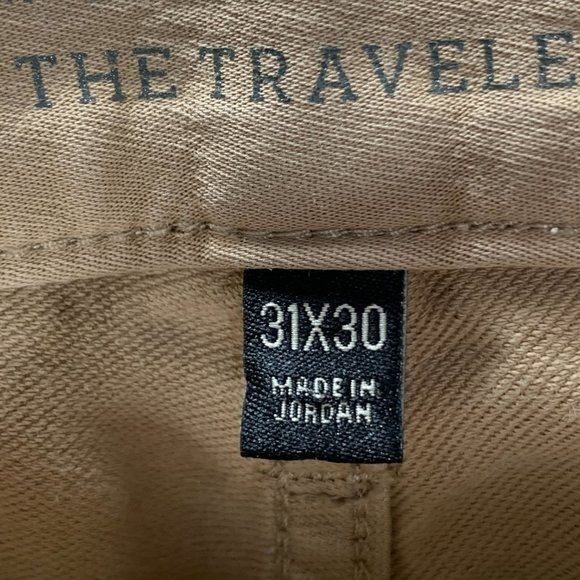 THE TRAVELE
31X30
MADE IN
JORDAN